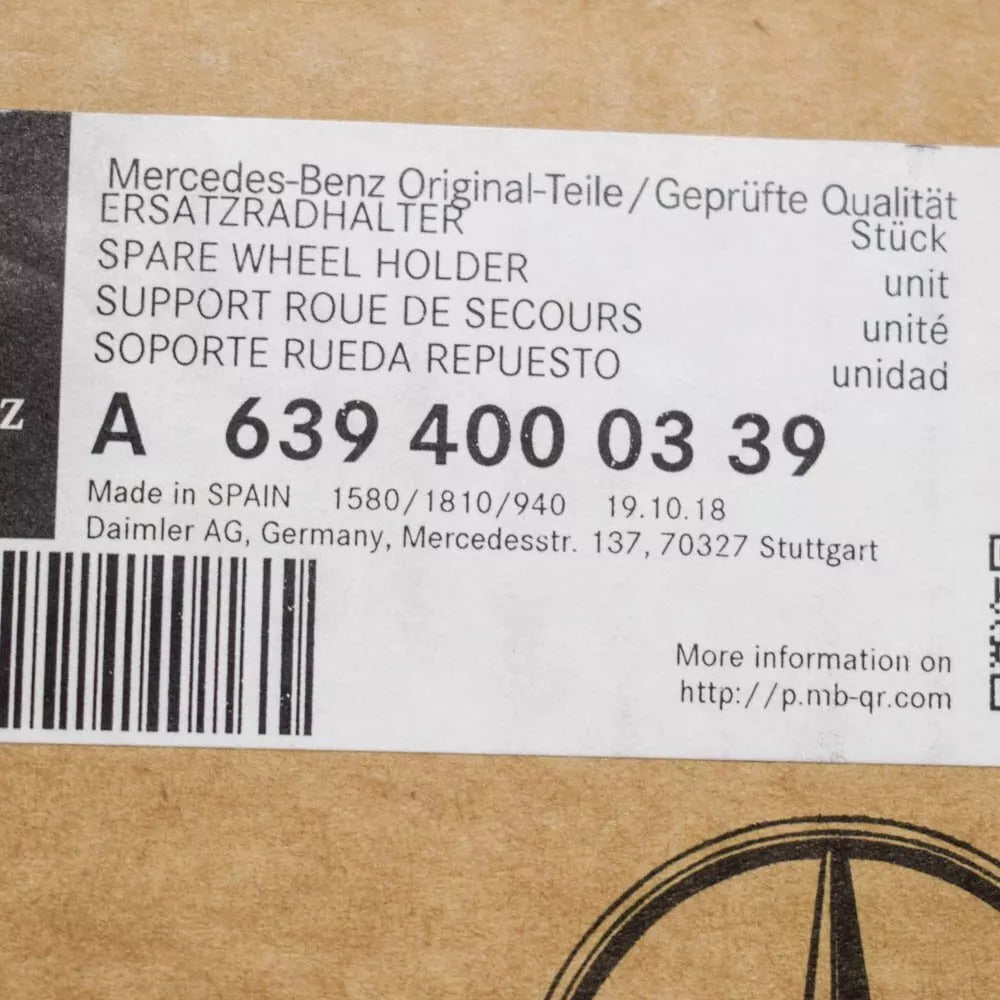 Mercedes-Benz Original-Teile/Geprüfte Qualität
ERSATZRADHALTER Stück
SPARE WHEEL HOLDER unit
SUPPORT ROUE DE SECOURS unité
SOPORTE RUEDA REPUESTO unidad
z
A 639 400 03 39
Made in SPAIN 1580/1810/940 19.10.18
Daimler AG, Germany, Mercedesstr. 137, 70327 Stuttgart
More information on
http://p.mb-qr.com